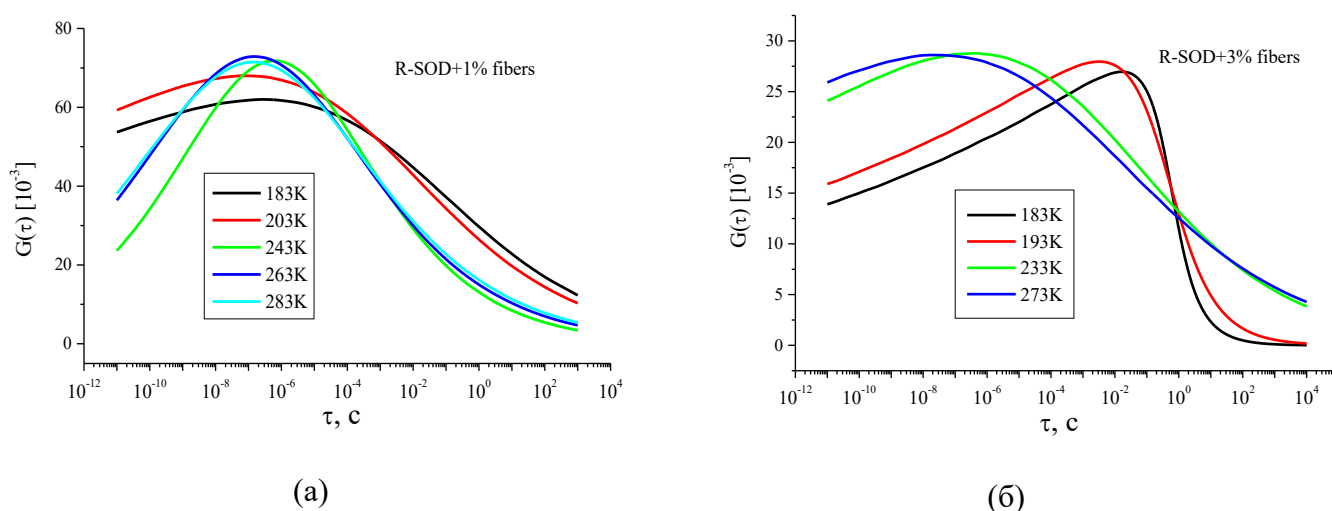 80
60
40
20
0
G(τ) [10⁻³]
R-SOD+1% fibers
183K
203K
243K
263K
283K
10⁻¹² 10⁻¹⁰ 10⁻⁸ 10⁻⁶ 10⁻⁴ 10⁻² 10⁰ 10² 10⁴
τ, с
(а)
30
25
20
15
10
5
0
G(τ) [10⁻³]
R-SOD+3% fibers
183K
193K
233K
273K
10⁻¹² 10⁻¹⁰ 10⁻⁸ 10⁻⁶ 10⁻⁴ 10⁻² 10⁰ 10² 10⁴
τ, с
(б)